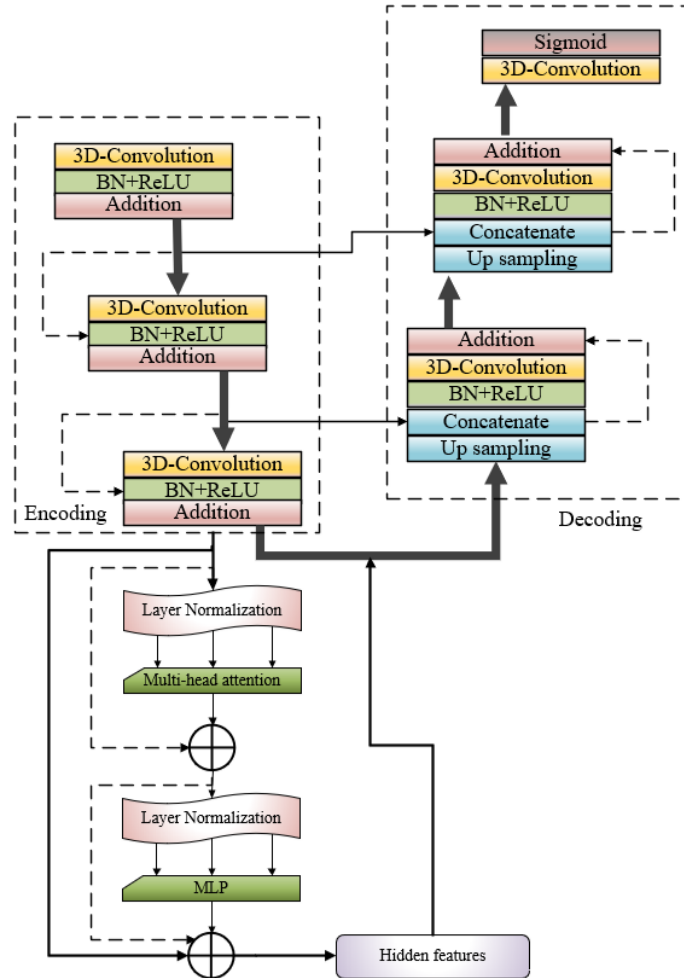 Sigmoid
3D-Convolution
Addition
3D-Convolution
BN+ReLU
Concatenate
Up sampling
Addition
3D-Convolution
BN+ReLU
Concatenate
Up sampling
Decoding
3D-Convolution
BN+ReLU
Addition
3D-Convolution
BN+ReLU
Addition
3D-Convolution
BN+ReLU
Addition
Encoding
Layer Normalization
Multi-head attention
Layer Normalization
MLP
Hidden features